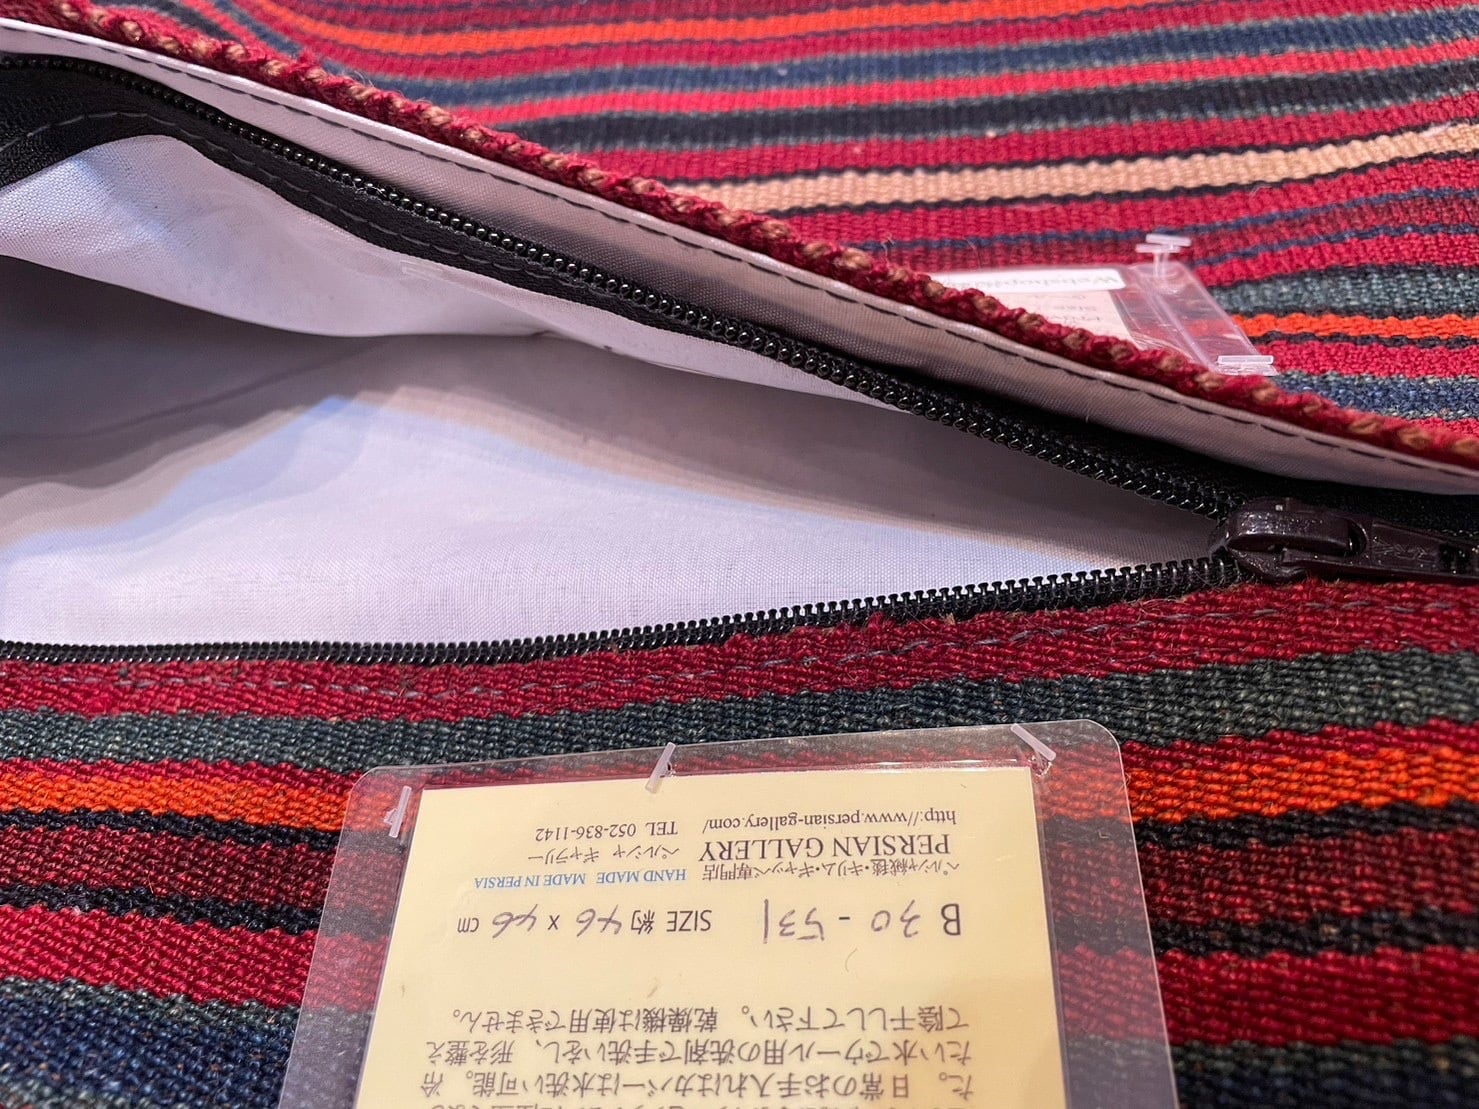 た。日常のお手入れはカバーは水洗い可能。冷
たい水でウール用の洗剤で手洗いをし、形を整え
て陰干しして下さい。乾燥機は使用できません。
B 30 - 531 SIZE 約 46 x 46 cm
ペルシャ絨毯・キリム・ギャッベ専門店 HAND MADE MADE IN PERSIA
PERSIAN GALLERY ペルシャ ギャラリー
http://www.persian-gallery.com/ TEL 052-836-1142